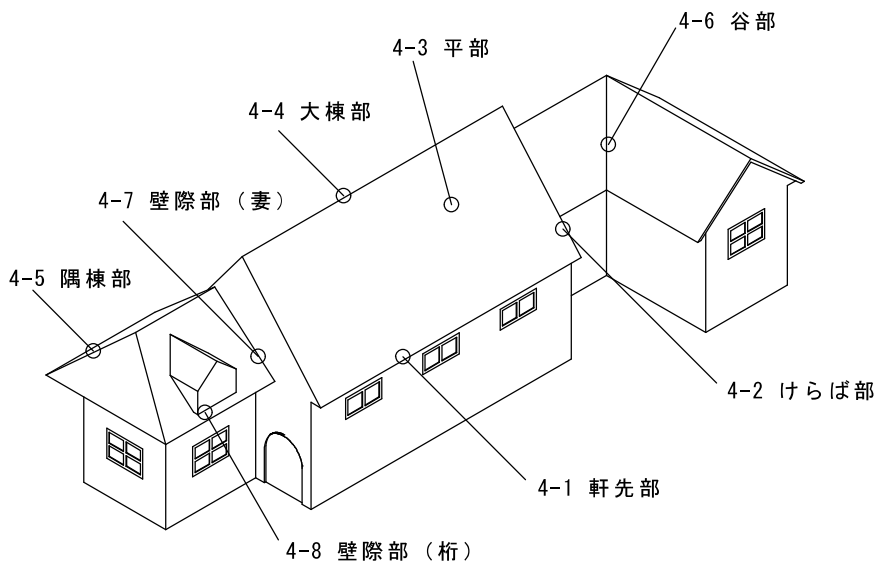 4-6 谷部
4-3 平部
4-4 大棟部
4-7 壁際部（妻）
4-5 隅棟部
4-2 けらば部
4-1 軒先部
4-8 壁際部（桁）